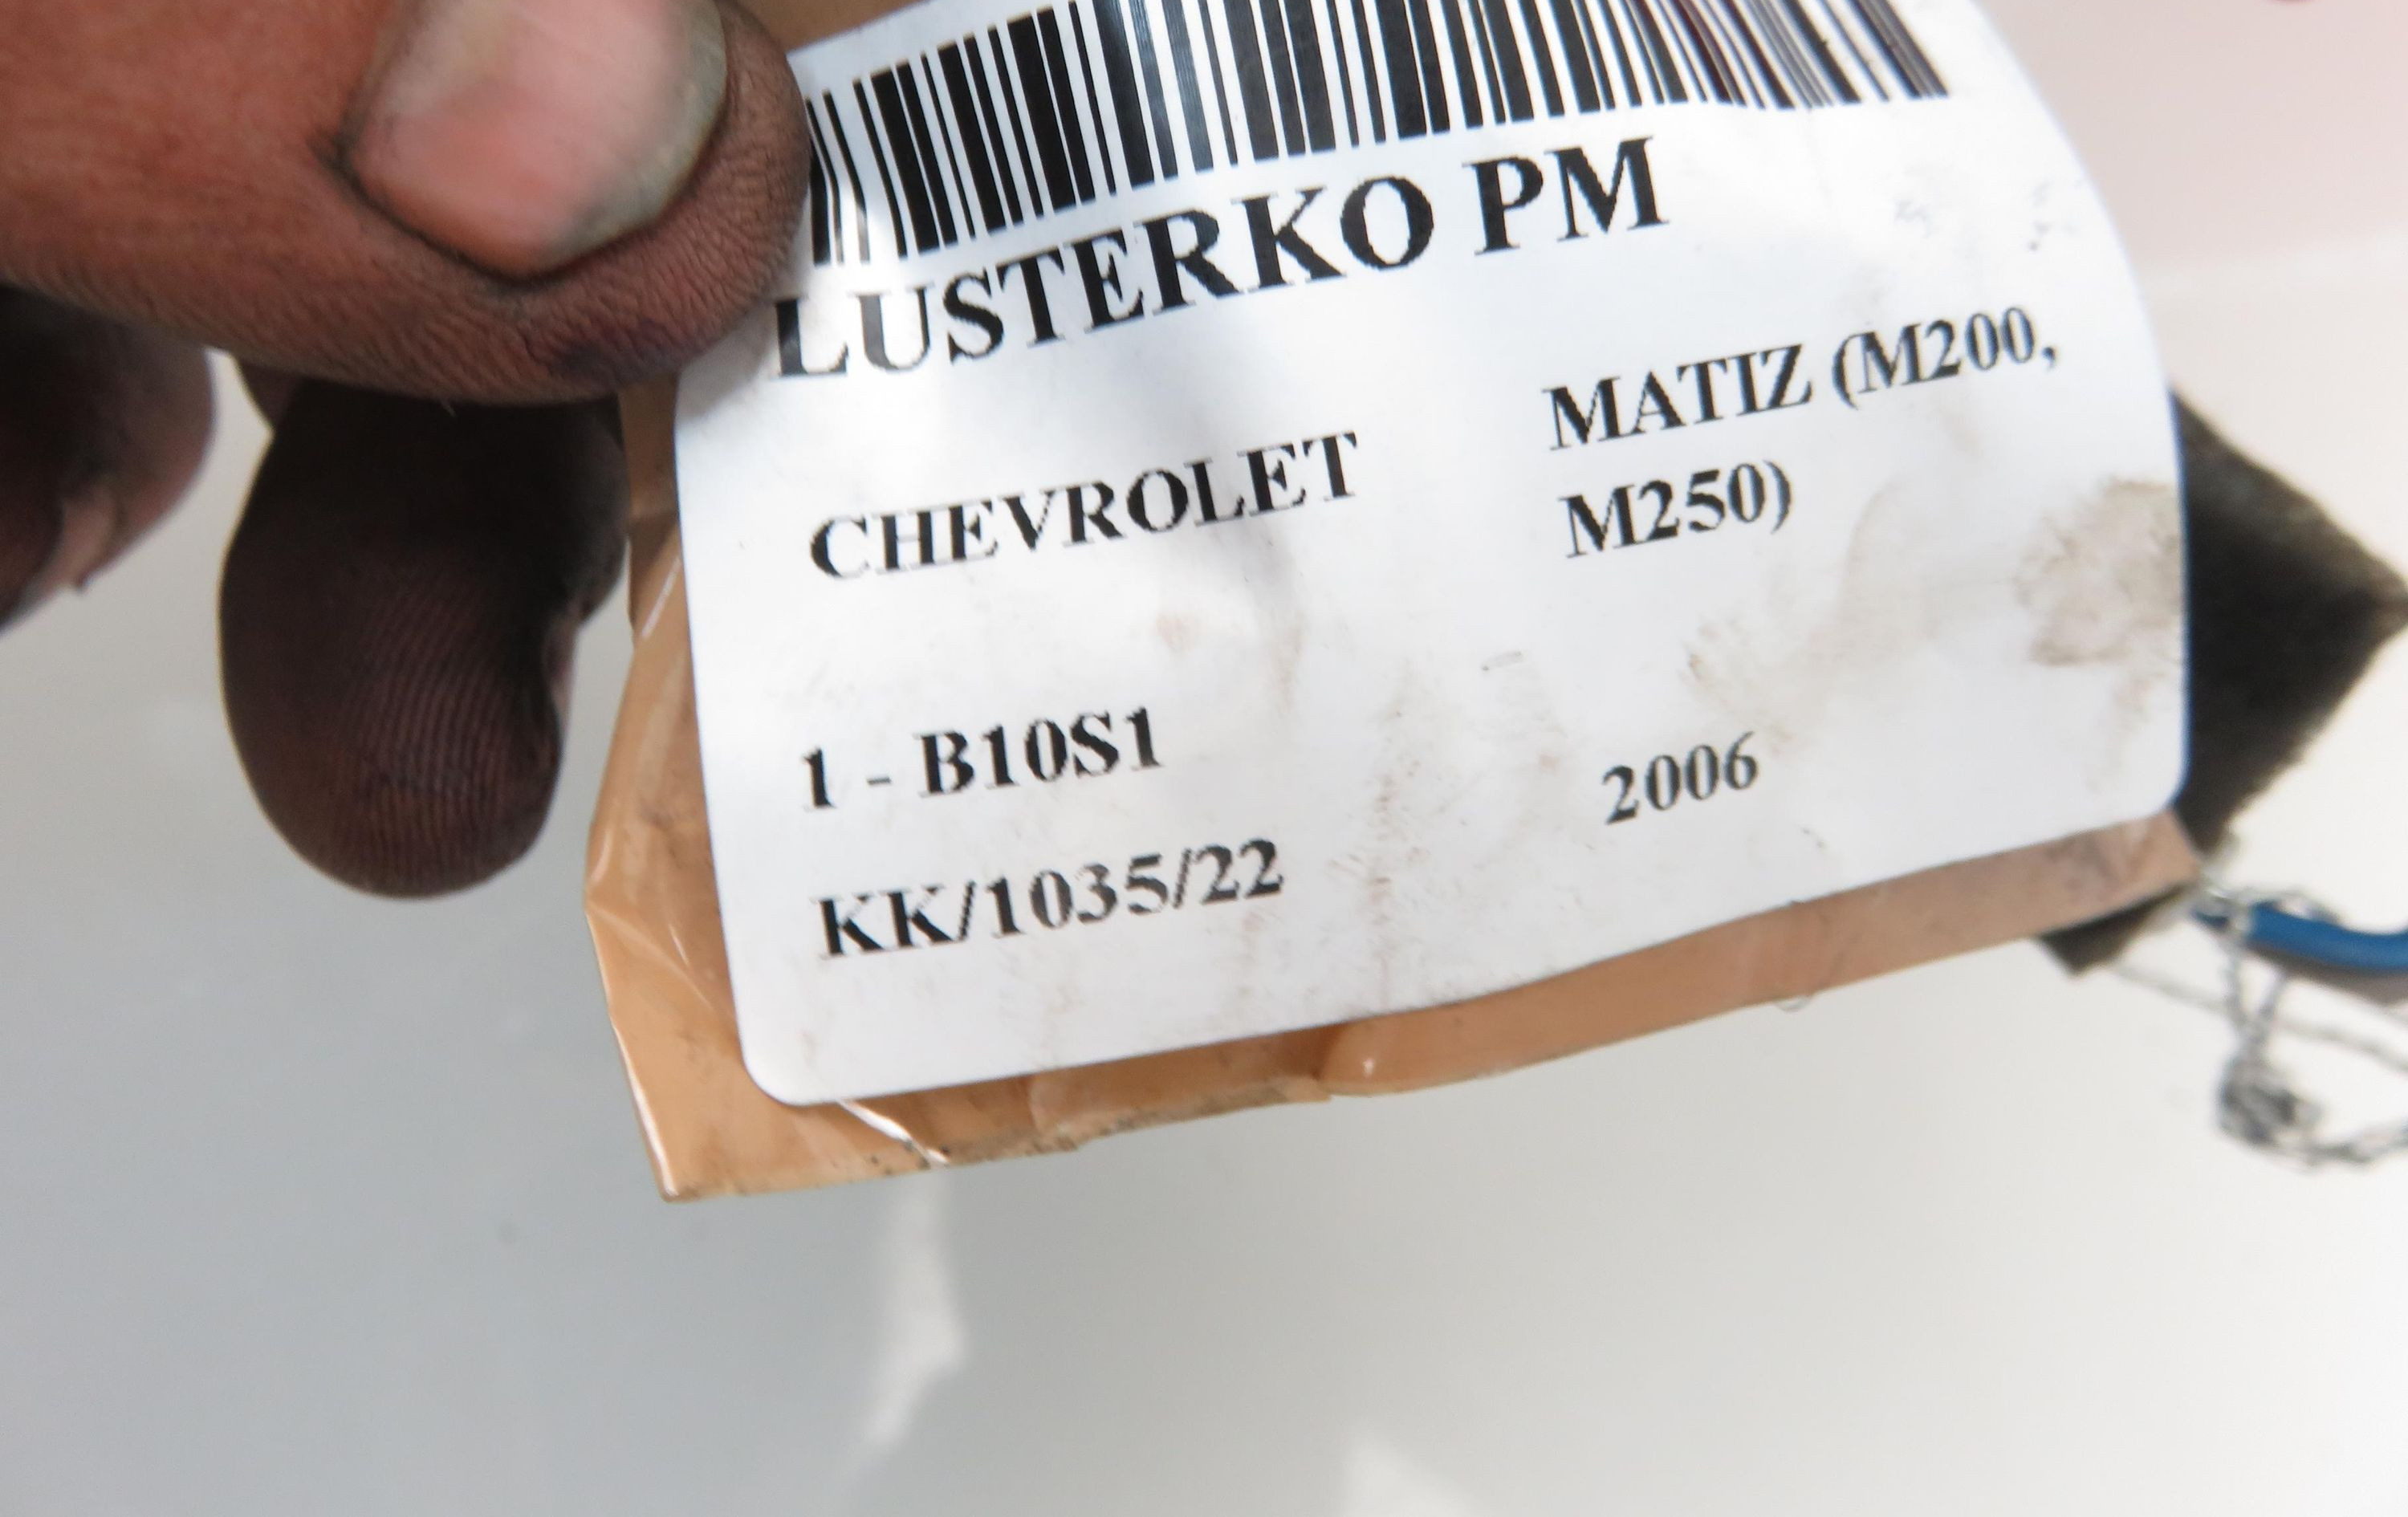 LUSTERKO PM
CHEVROLET
MATIZ (M200,
M250)
1 - B10S1
2006
KK/1035/22